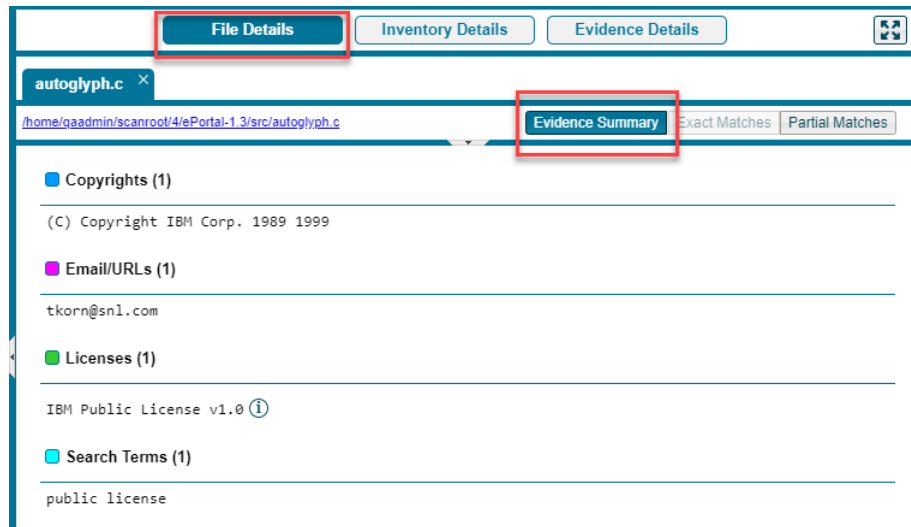 File Details Inventory Details Evidence Details
autoglyph.c ×
/home/qaadmin/scanroot/4/ePortal-1.3/src/autoglyph.c Evidence Summary Exact Matches Partial Matches
Copyrights (1)
(C) Copyright IBM Corp. 1989 1999
Email/URLs (1)
tkorn@snl.com
Licenses (1)
IBM Public License v1.0 i
Search Terms (1)
public license